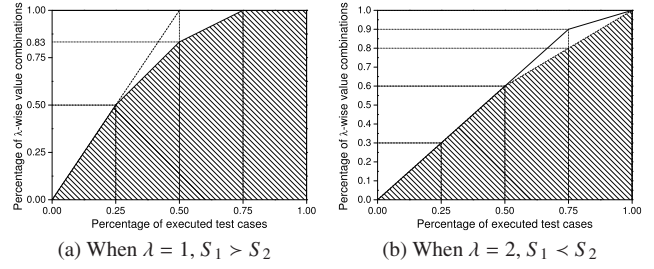 Percentage of λ-wise value combinations
1.00
0.83
0.75
0.50
0.25
0.00
0.00 0.25 0.50 0.75 1.00
Percentage of executed test cases
(a) When λ = 1, S₁ ≻ S₂
Percentage of λ-wise value combinations
1.0
0.9
0.8
0.7
0.6
0.5
0.4
0.3
0.2
0.1
0.0
0.00 0.25 0.50 0.75 1.00
Percentage of executed test cases
(b) When λ = 2, S₁ ≺ S₂